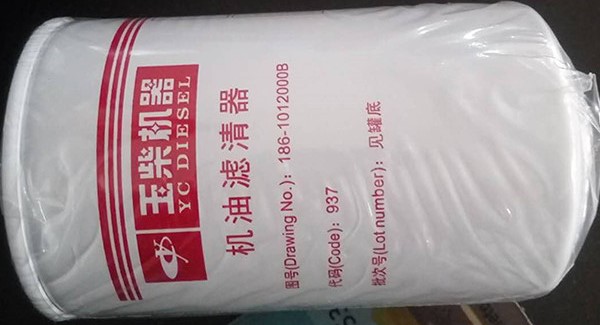 玉柴机器
YC DIESEL
机油滤清器
图号(Drawing No.): 186-1012000B
代码(Code): 937
批次号(Lot number): 见罐底